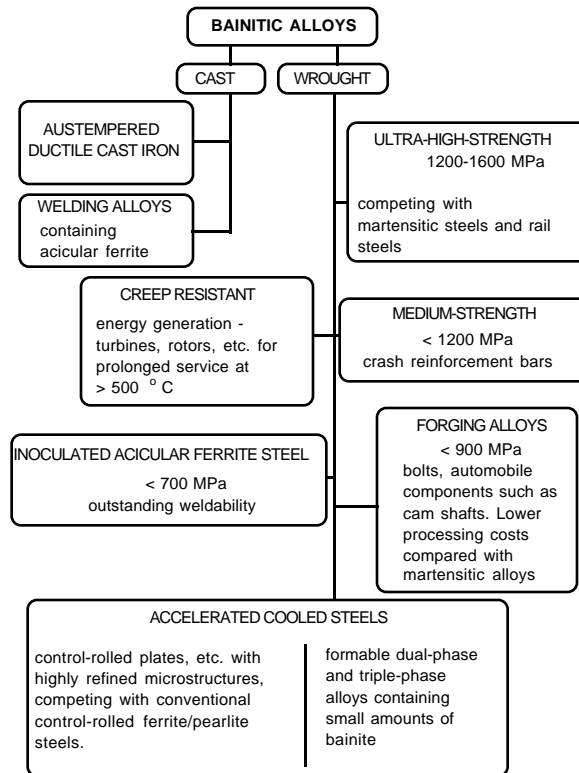 BAINITIC ALLOYS
CAST
WROUGHT
AUSTEMPERED
DUCTILE CAST IRON
WELDING ALLOYS
containing
acicular ferrite
ULTRA-HIGH-STRENGTH
1200-1600 MPa
competing with
martensitic steels and rail
steels
CREEP RESISTANT
energy generation -
turbines, rotors, etc. for
prolonged service at
> 500 ° C
MEDIUM-STRENGTH
< 1200 MPa
crash reinforcement bars
INOCULATED ACICULAR FERRITE STEEL
< 700 MPa
outstanding weldability
FORGING ALLOYS
< 900 MPa
bolts, automobile
components such as
cam shafts. Lower
processing costs
compared with
martensitic alloys
ACCELERATED COOLED STEELS
control-rolled plates, etc. with
highly refined microstructures,
competing with conventional
control-rolled ferrite/pearlite
steels.
formable dual-phase
and triple-phase
alloys containing
small amounts of
bainite